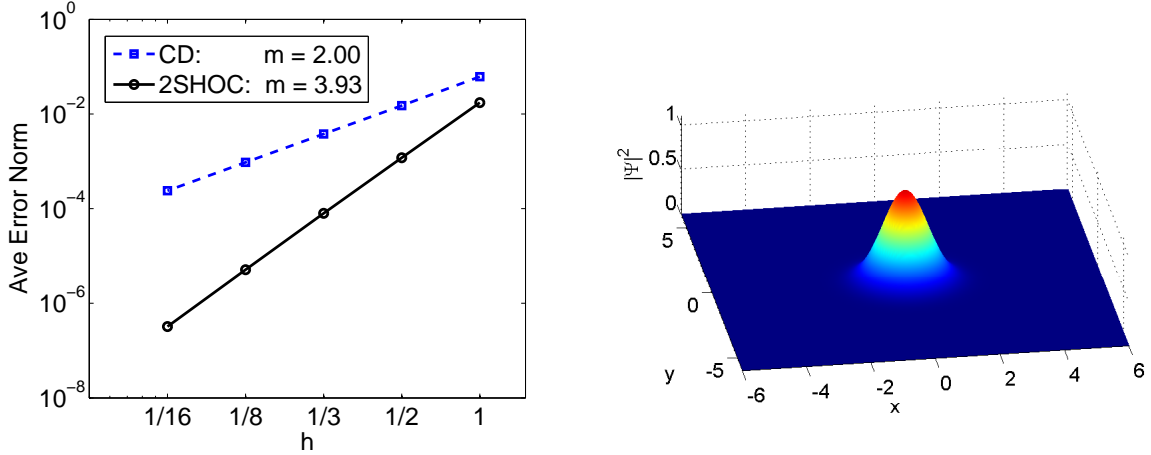 10^0
10^-2
10^-4
10^-6
10^-8
Ave Error Norm
CD: m = 2.00
2SHOC: m = 3.93
1/16 1/8 1/3 1/2 1
h
1
0.5
0
|Ψ|^2
5
0
-5
y
-6 -4 -2 0 2 4 6
x